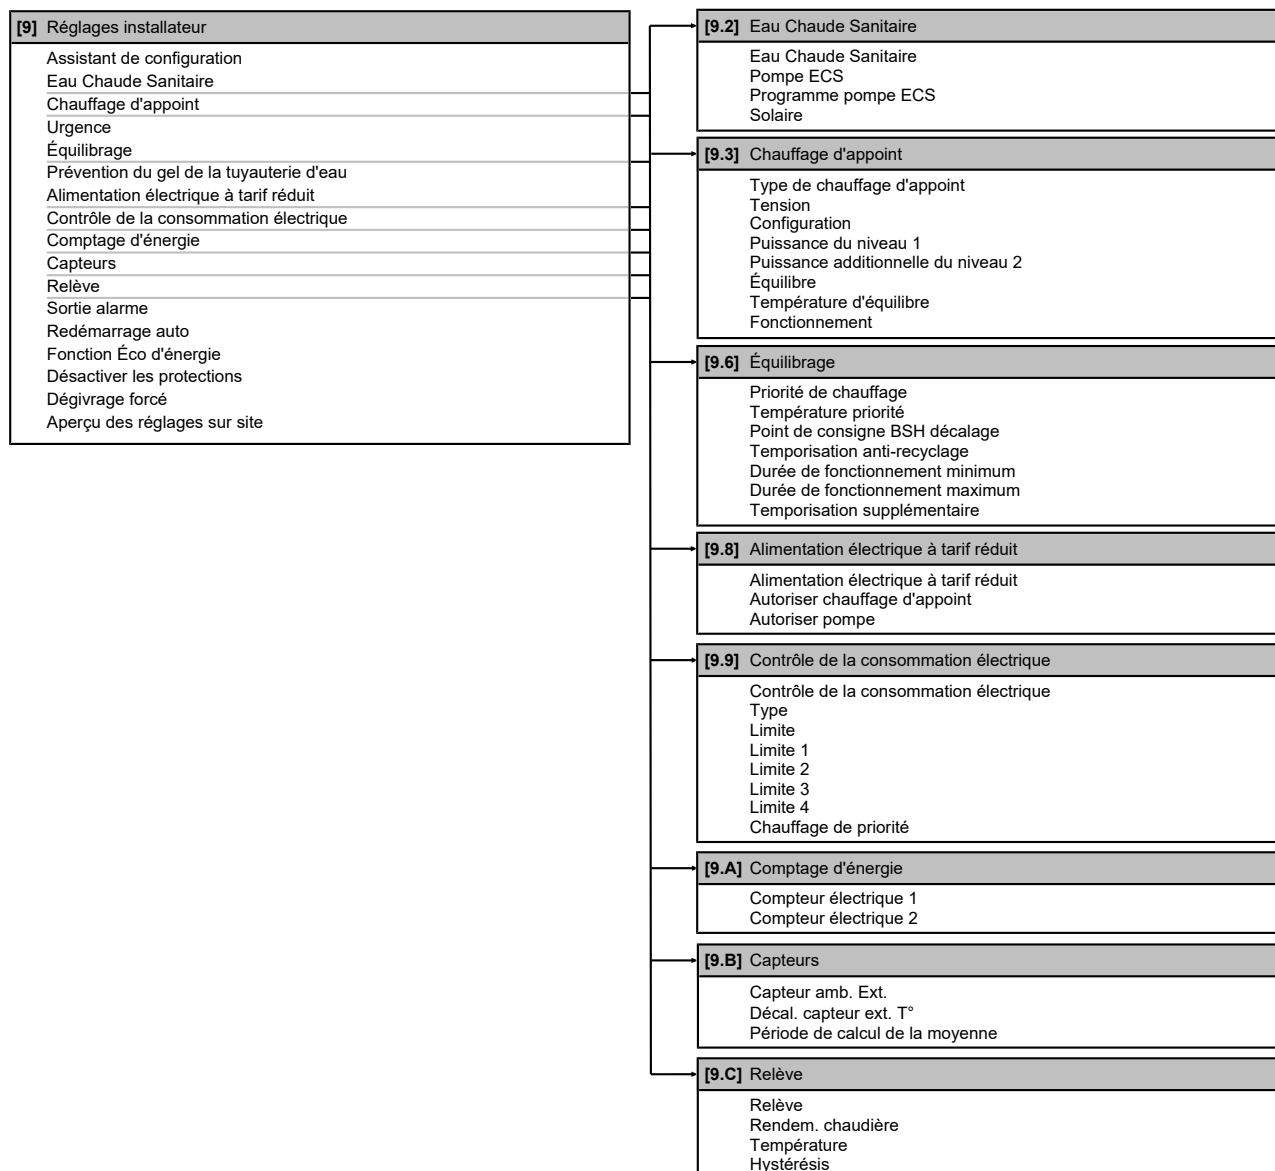 [9] Réglages installateur
Assistant de configuration
Eau Chaude Sanitaire
Chauffage d'appoint
Urgence
Équilibrage
Prévention du gel de la tuyauterie d'eau
Alimentation électrique à tarif réduit
Contrôle de la consommation électrique
Comptage d'énergie
Capteurs
Relève
Sortie alarme
Redémarrage auto
Fonction Éco d'énergie
Désactiver les protections
Dégivrage forcé
Aperçu des réglages sur site
[9.2] Eau Chaude Sanitaire
Eau Chaude Sanitaire
Pompe ECS
Programme pompe ECS
Solaire
[9.3] Chauffage d'appoint
Type de chauffage d'appoint
Tension
Configuration
Puissance du niveau 1
Puissance additionnelle du niveau 2
Équilibre
Température d'équilibre
Fonctionnement
[9.6] Équilibrage
Priorité de chauffage
Température priorité
Point de consigne BSH décalage
Temporisation anti-recyclage
Durée de fonctionnement minimum
Durée de fonctionnement maximum
Temporisation supplémentaire
[9.8] Alimentation électrique à tarif réduit
Alimentation électrique à tarif réduit
Autoriser chauffage d'appoint
Autoriser pompe
[9.9] Contrôle de la consommation électrique
Contrôle de la consommation électrique
Type
Limite
Limite 1
Limite 2
Limite 3
Limite 4
Chauffage de priorité
[9.A] Comptage d'énergie
Compteur électrique 1
Compteur électrique 2
[9.B] Capteurs
Capteur amb. Ext.
Décal. capteur ext. T°
Période de calcul de la moyenne
[9.C] Relève
Relève
Rendem. chaudière
Température
Hystérésis